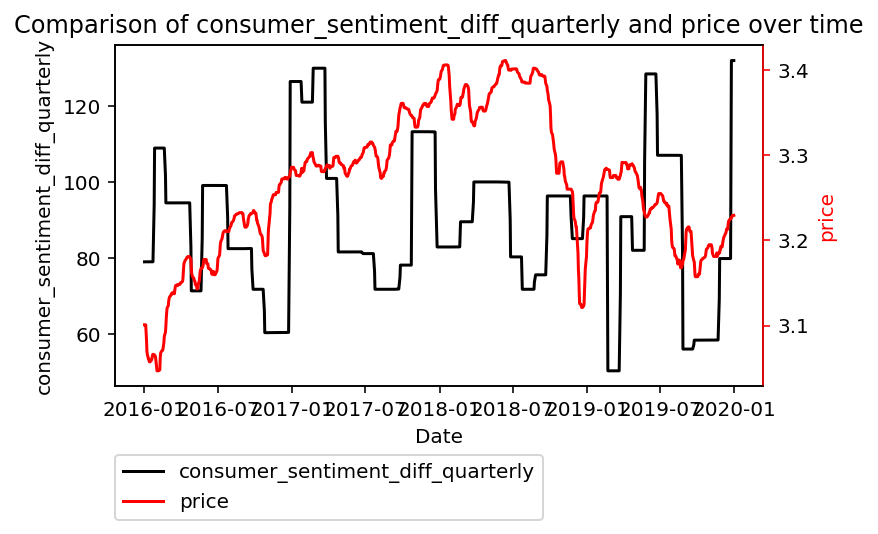 Comparison of consumer_sentiment_diff_quarterly and price over time
consumer_sentiment_diff_quarterly
120
100
80
60
3.4
3.3
3.2
3.1
price
2016-01
2016-07
2017-01
2017-07
2018-01
2018-07
2019-01
2019-07
2020-01
Date
consumer_sentiment_diff_quarterly
price